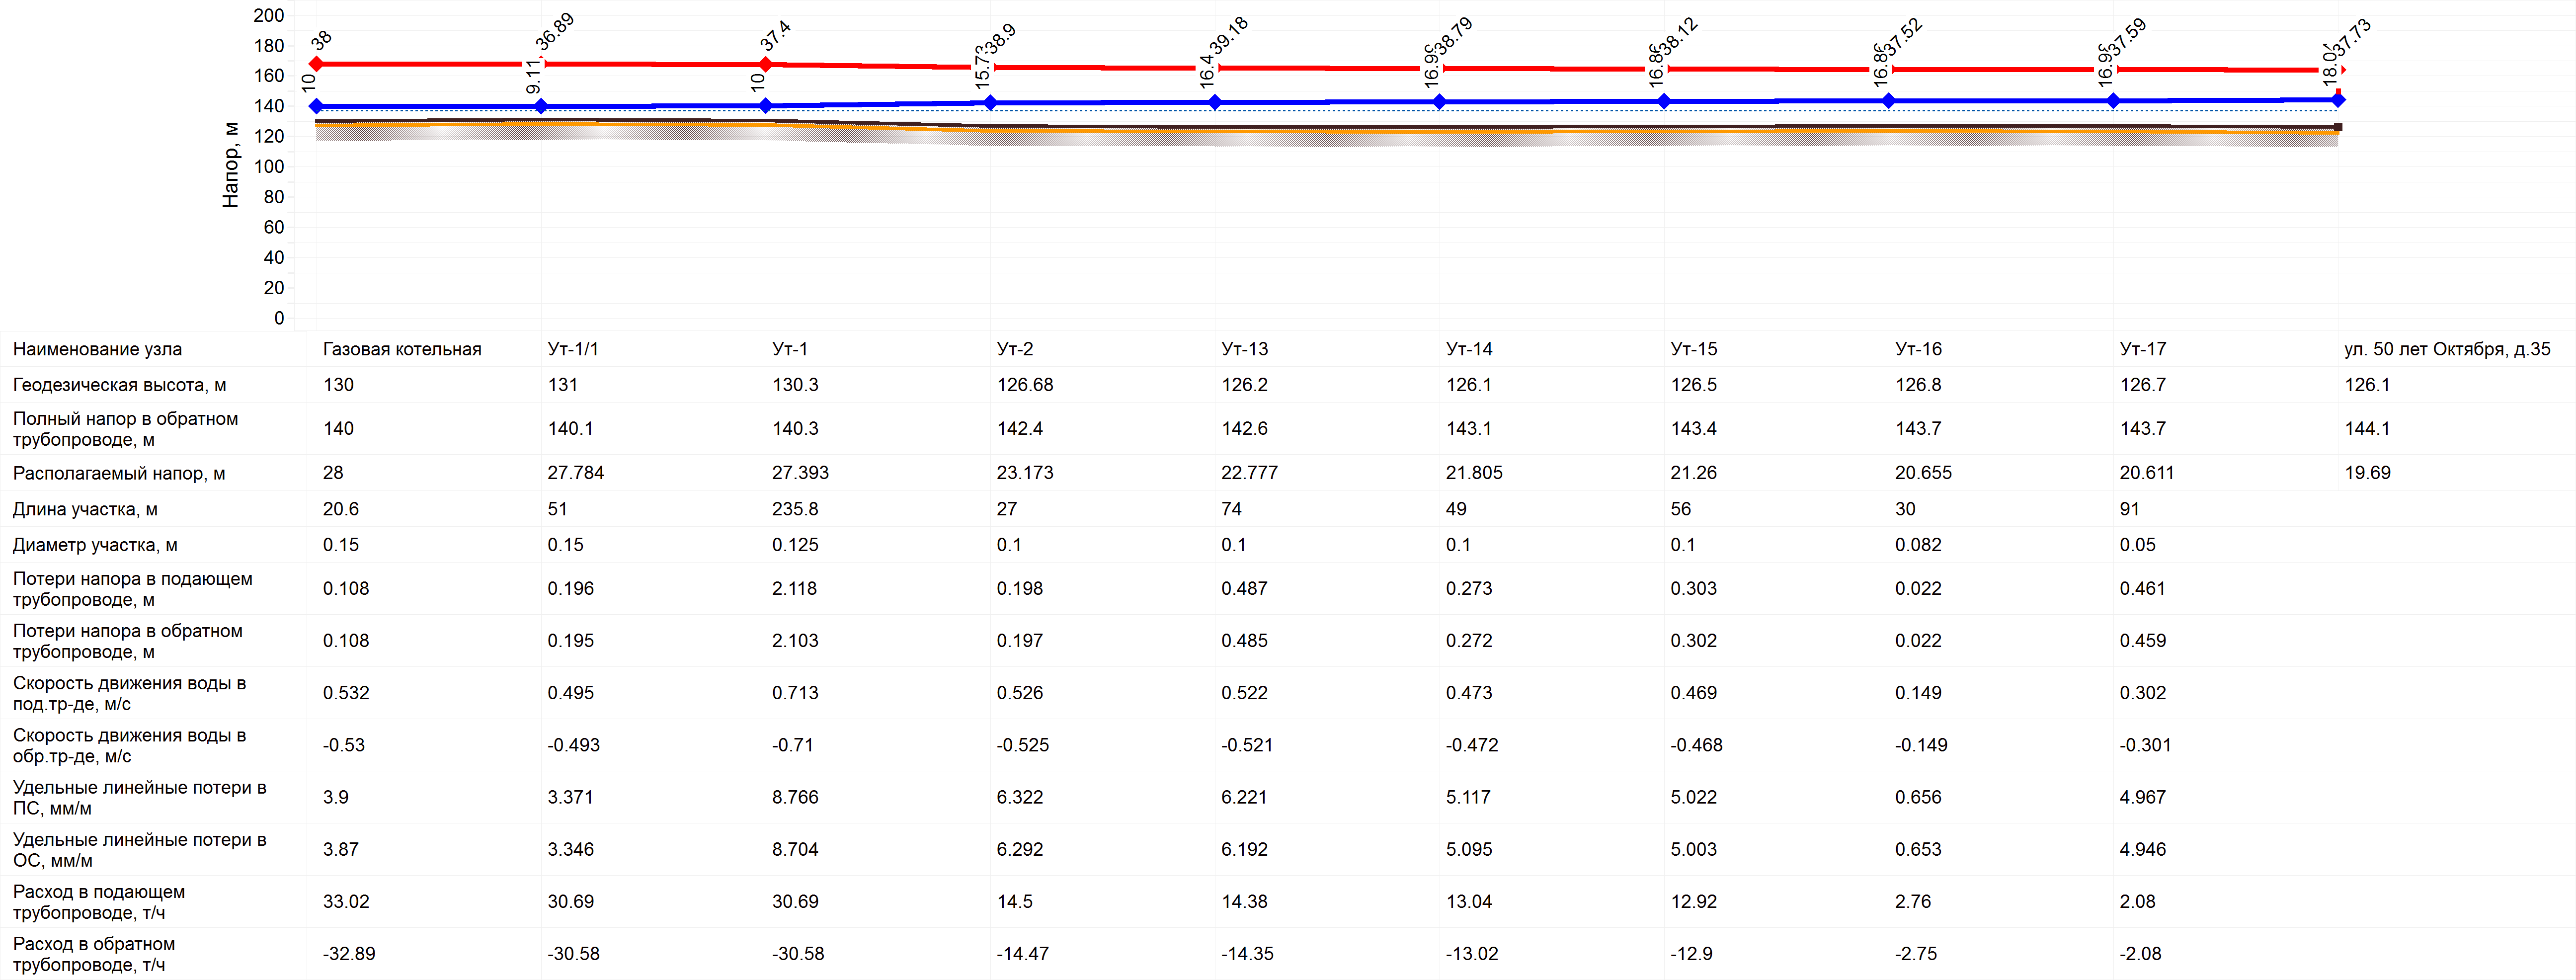 200
180
160
140
120
100
80
60
40
20
0
Напор, м
38
36.89
37.4
38.9
39.18
38.79
38.12
37.52
37.59
37.73
10
9.11
10
Наименование узла Газовая котельная Ут-1/1 Ут-1 Ут-2 Ут-13 Ут-14 Ут-15 Ут-16 Ут-17 ул. 50 лет Октября, д.35
Геодезическая высота, м 130 131 130.3 126.68 126.2 126.1 126.5 126.8 126.7 126.1
Полный напор в обратном
трубопроводе, м 140 140.1 140.3 142.4 142.6 143.1 143.4 143.7 143.7 144.1
Располагаемый напор, м 28 27.784 27.393 23.173 22.777 21.805 21.26 20.655 20.611 19.69
Длина участка, м 20.6 51 235.8 27 74 49 56 30 91
Диаметр участка, м 0.15 0.15 0.125 0.1 0.1 0.1 0.1 0.082 0.05
Потери напора в подающем
трубопроводе, м 0.108 0.196 2.118 0.198 0.487 0.273 0.303 0.022 0.461
Потери напора в обратном
трубопроводе, м 0.108 0.195 2.103 0.197 0.485 0.272 0.302 0.022 0.459
Скорость движения воды в
под.тр-де, м/с 0.532 0.495 0.713 0.526 0.522 0.473 0.469 0.149 0.302
Скорость движения воды в
обр.тр-де, м/с -0.53 -0.493 -0.71 -0.525 -0.521 -0.472 -0.468 -0.149 -0.301
Удельные линейные потери в
ПС, мм/м 3.9 3.371 8.766 6.322 6.221 5.117 5.022 0.656 4.967
Удельные линейные потери в
ОС, мм/м 3.87 3.346 8.704 6.292 6.192 5.095 5.003 0.653 4.946
Расход в подающем
трубопроводе, т/ч 33.02 30.69 30.69 14.5 14.38 13.04 12.92 2.76 2.08
Расход в обратном
трубопроводе, т/ч -32.89 -30.58 -30.58 -14.47 -14.35 -13.02 -12.9 -2.75 -2.08